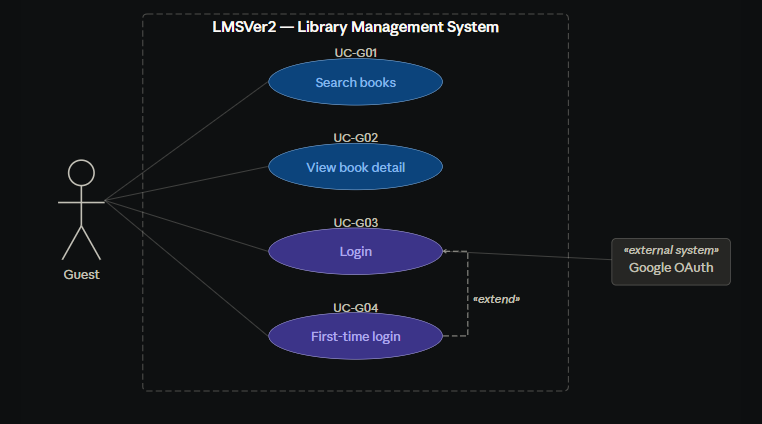 LMSVer2 — Library Management System
UC-G01
Search books
UC-G02
View book detail
UC-G03
Login
«external system»
Google OAuth
Guest
«extend»
UC-G04
First-time login